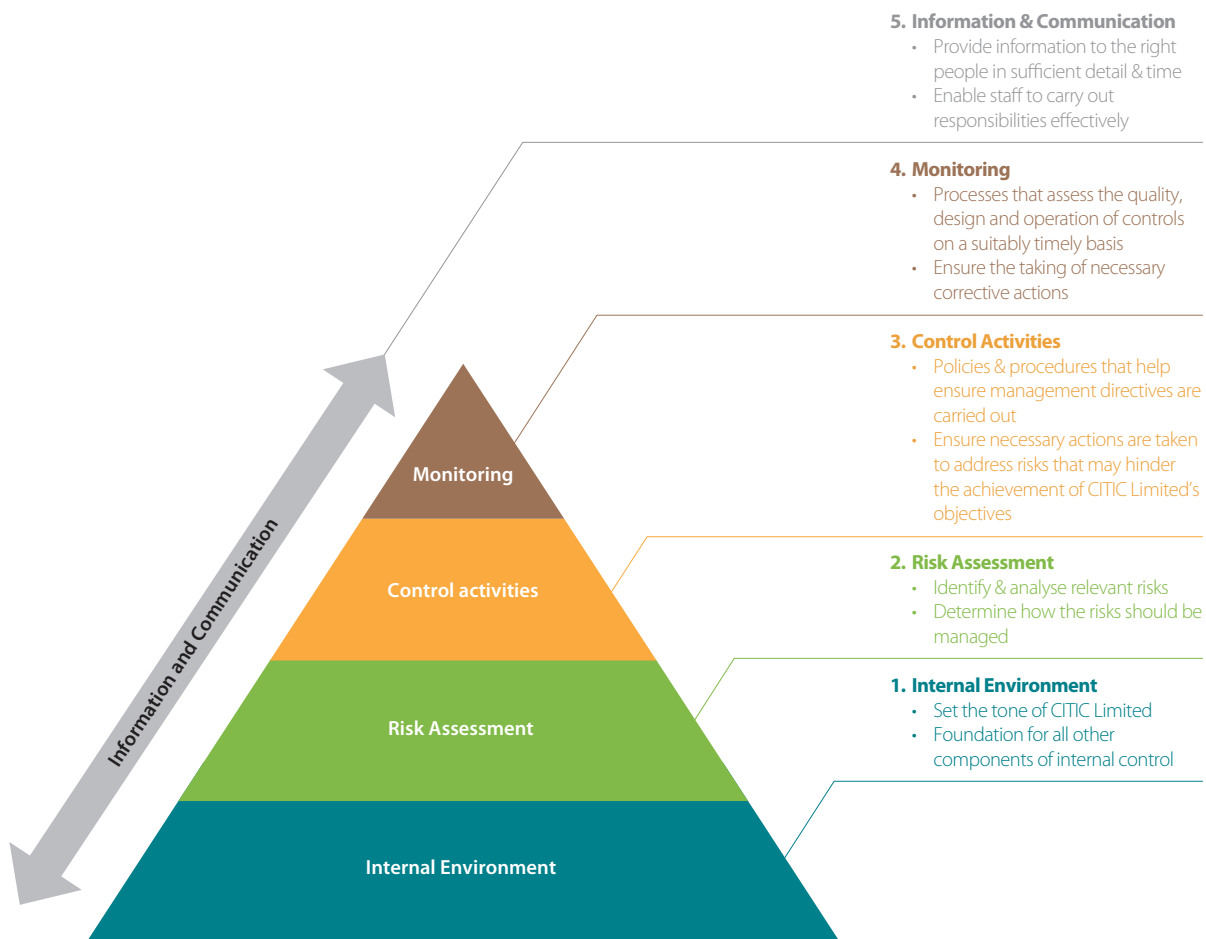 5. Information & Communication
• Provide information to the right
people in sufficient detail & time
• Enable staff to carry out
responsibilities effectively
4. Monitoring
• Processes that assess the quality,
design and operation of controls
on a suitably timely basis
• Ensure the taking of necessary
corrective actions
3. Control Activities
• Policies & procedures that help
ensure management directives are
carried out
• Ensure necessary actions are taken
to address risks that may hinder
the achievement of CITIC Limited's
objectives
2. Risk Assessment
• Identify & analyse relevant risks
• Determine how the risks should be
managed
1. Internal Environment
• Set the tone of CITIC Limited
• Foundation for all other
components of internal control
Information and Communication
Monitoring
Control activities
Risk Assessment
Internal Environment